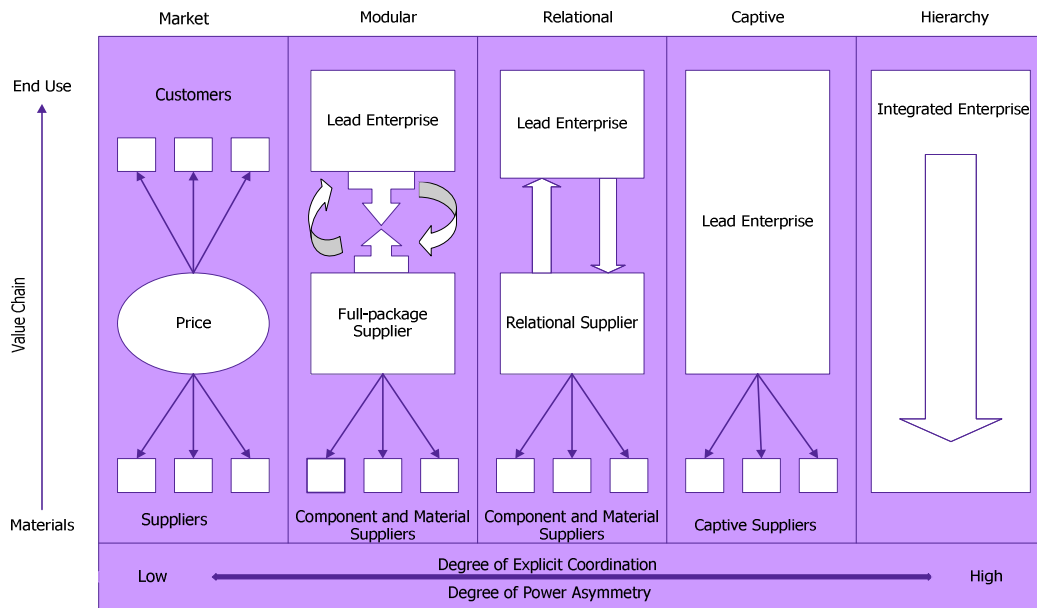 Market
Modular
Relational
Captive
Hierarchy
End Use
Value Chain
Materials
Customers
Price
Suppliers
Lead Enterprise
Full-package
Supplier
Component and Material
Suppliers
Lead Enterprise
Relational Supplier
Component and Material
Suppliers
Lead Enterprise
Captive Suppliers
Integrated Enterprise
Low
Degree of Explicit Coordination
Degree of Power Asymmetry
High